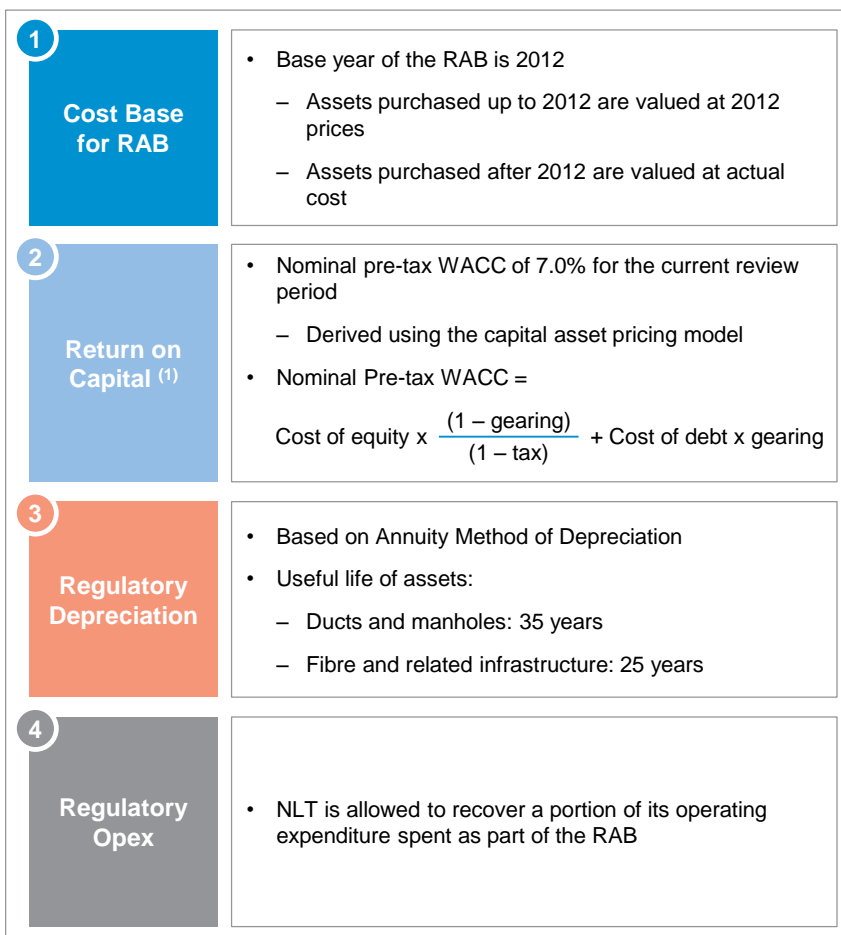 1
Cost Base
for RAB
• Base year of the RAB is 2012
– Assets purchased up to 2012 are valued at 2012
prices
– Assets purchased after 2012 are valued at actual
cost
2
Return on
Capital (1)
• Nominal pre-tax WACC of 7.0% for the current review
period
– Derived using the capital asset pricing model
• Nominal Pre-tax WACC =
Cost of equity x (1 – gearing) / (1 – tax) + Cost of debt x gearing
3
Regulatory
Depreciation
• Based on Annuity Method of Depreciation
• Useful life of assets:
– Ducts and manholes: 35 years
– Fibre and related infrastructure: 25 years
4
Regulatory
Opex
• NLT is allowed to recover a portion of its operating
expenditure spent as part of the RAB